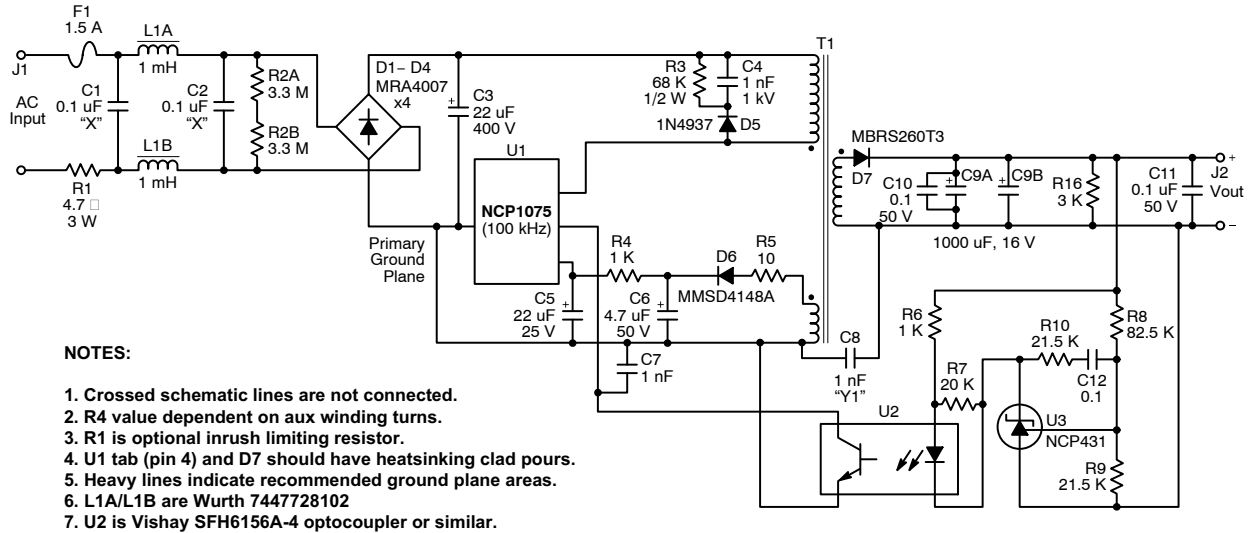 F1
1.5 A
J1
AC
Input
L1A
1 mH
C1
0.1 uF
“X”
C2
0.1 uF
“X”
R2A
3.3 M
R2B
3.3 M
L1B
1 mH
R1
4.7 □
3 W
D1– D4
MRA4007
x4
+
C3
22 uF
400 V
U1
NCP1075
(100 kHz)
Primary
Ground
Plane
R3
68 K
1/2 W
C4
1 nF
1 kV
1N4937
D5
T1
MBRS260T3
D7
C10
0.1
50 V
+
C9A
+
C9B
1000 uF, 16 V
R16
3 K
C11
0.1 uF
50 V
+
J2
Vout
–
R4
1 K
D6
MMSD4148A
R5
10
C5
22 uF
25 V
+
C6
4.7 uF
50 V
+
C7
1 nF
C8
1 nF
“Y1”
R6
1 K
R7
20 K
R8
82.5 K
R10
21.5 K
C12
0.1
U2
U3
NCP431
R9
21.5 K
NOTES:
1. Crossed schematic lines are not connected.
2. R4 value dependent on aux winding turns.
3. R1 is optional inrush limiting resistor.
4. U1 tab (pin 4) and D7 should have heatsinking clad pours.
5. Heavy lines indicate recommended ground plane areas.
6. L1A/L1B are Wurth 7447728102
7. U2 is Vishay SFH6156A-4 optocoupler or similar.